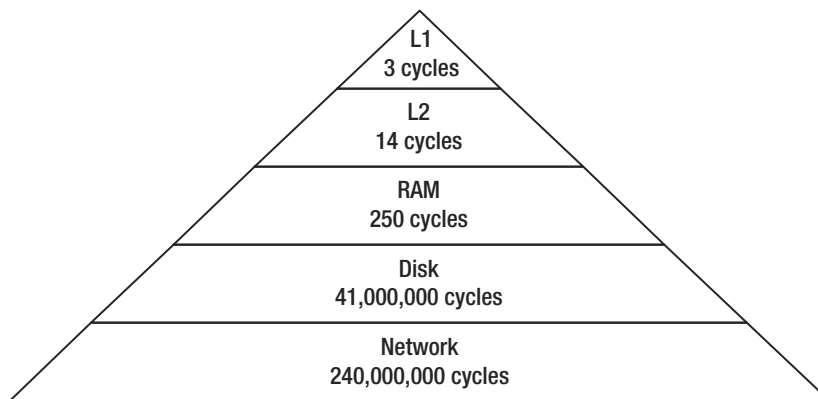 L1
3 cycles
L2
14 cycles
RAM
250 cycles
Disk
41,000,000 cycles
Network
240,000,000 cycles